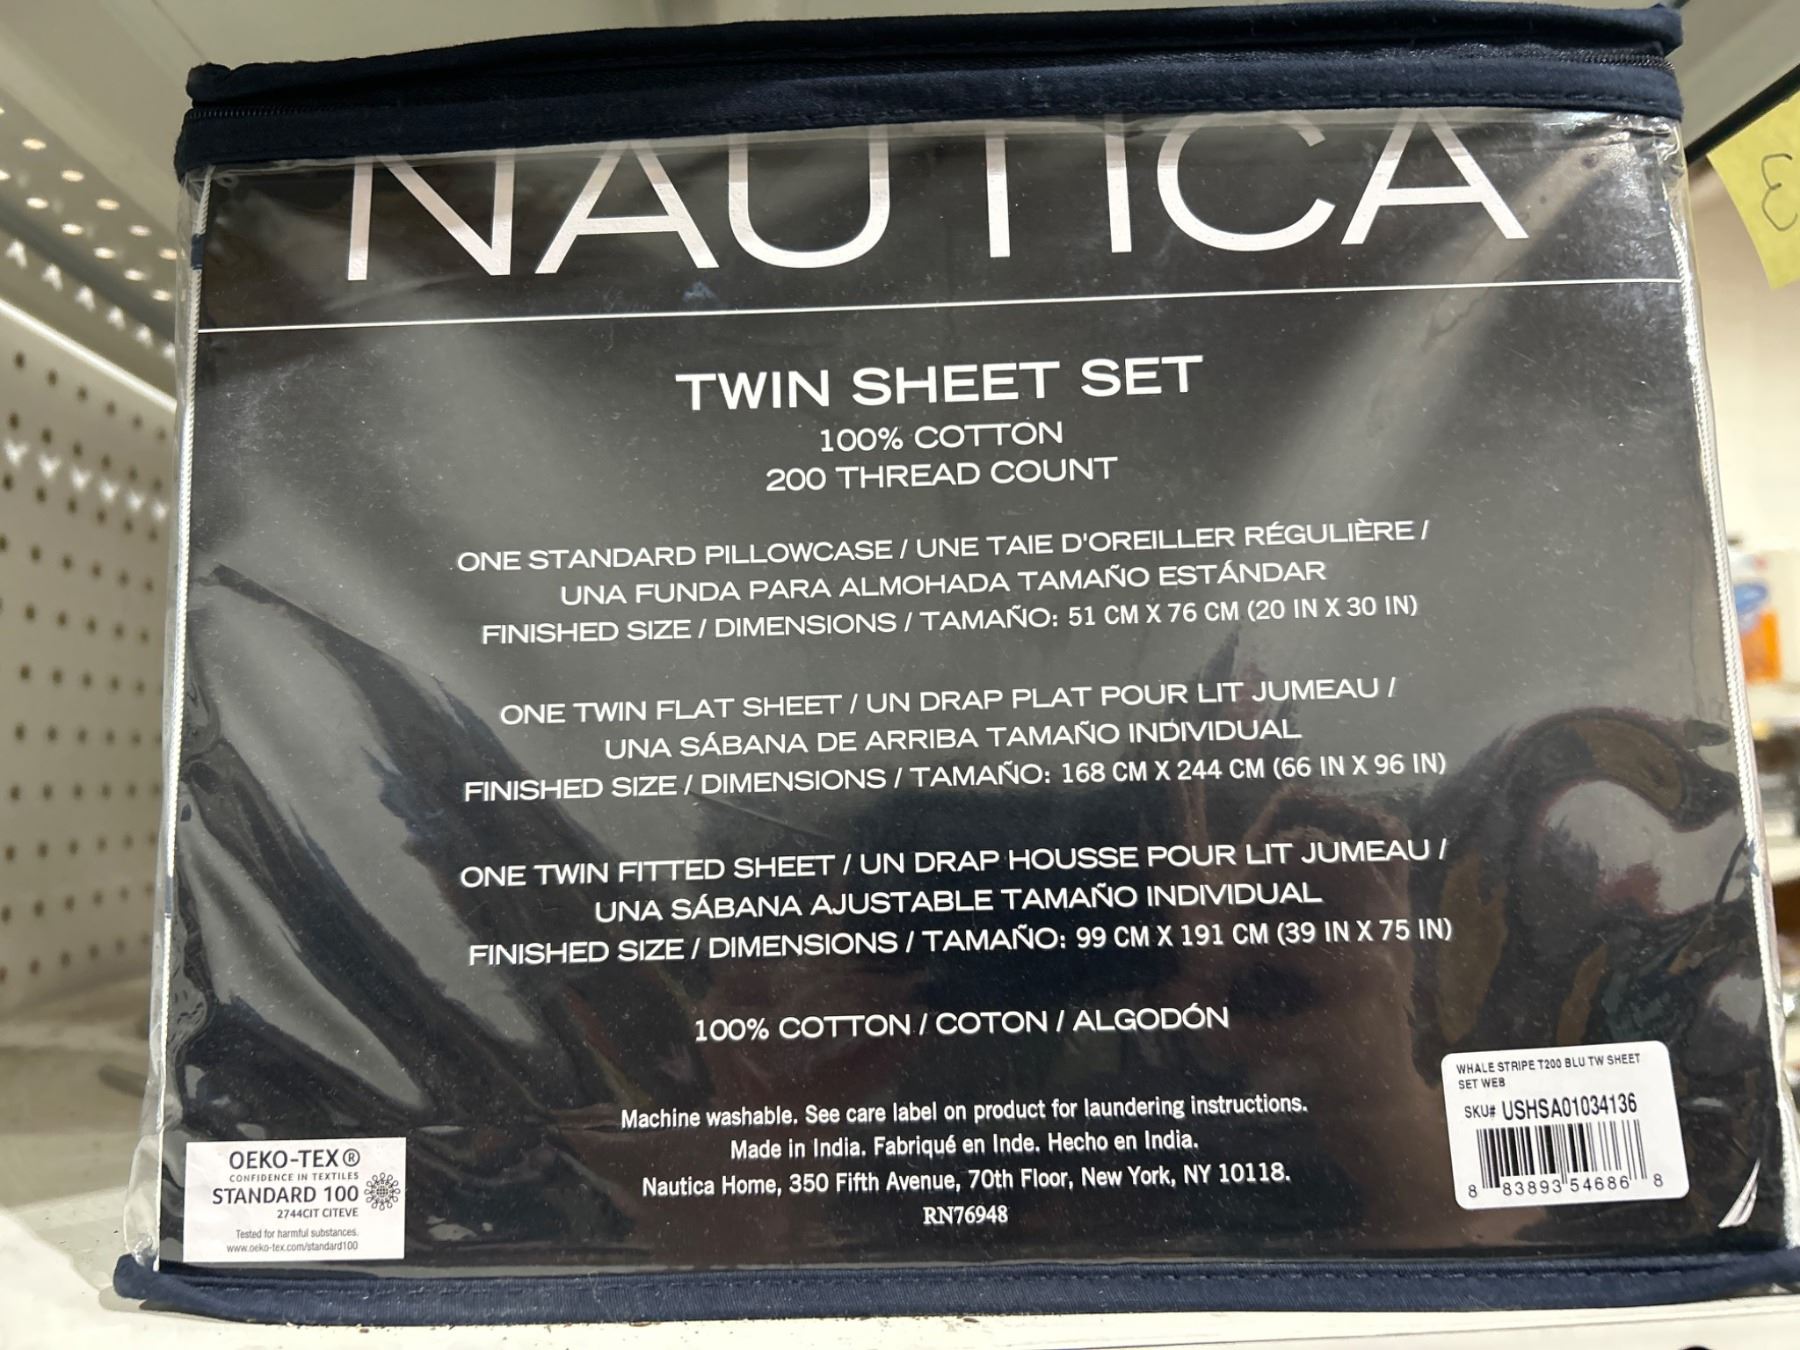 NAUTICA
TWIN SHEET SET
100% COTTON
200 THREAD COUNT
ONE STANDARD PILLOWCASE / UNE TAIE D'OREILLER RÉGULIÈRE /
UNA FUNDA PARA ALMOHADA TAMAÑO ESTÁNDAR
FINISHED SIZE / DIMENSIONS / TAMAÑO: 51 CM X 76 CM (20 IN X 30 IN)
ONE TWIN FLAT SHEET / UN DRAP PLAT POUR LIT JUMEAU /
UNA SÁBANA DE ARRIBA TAMAÑO INDIVIDUAL
FINISHED SIZE / DIMENSIONS / TAMAÑO: 168 CM X 244 CM (66 IN X 96 IN)
ONE TWIN FITTED SHEET / UN DRAP HOUSSE POUR LIT JUMEAU /
UNA SÁBANA AJUSTABLE TAMAÑO INDIVIDUAL
FINISHED SIZE / DIMENSIONS / TAMAÑO: 99 CM X 191 CM (39 IN X 75 IN)
100% COTTON / COTON / ALGODÓN
Machine washable. See care label on product for laundering instructions.
Made in India. Fabriqué en Inde. Hecho en India.
Nautica Home, 350 Fifth Avenue, 70th Floor, New York, NY 10118.
RN76948
OEKO-TEX®
CONFIDENCE IN TEXTILES
STANDARD 100
2744CIT CITEVE
Tested for harmful substances.
www.oeko-tex.com/standard100
WHALE STRIPE T200 BLU TW SHEET
SET WEB
SKU# USHSA01034136
8 83893 54686 8